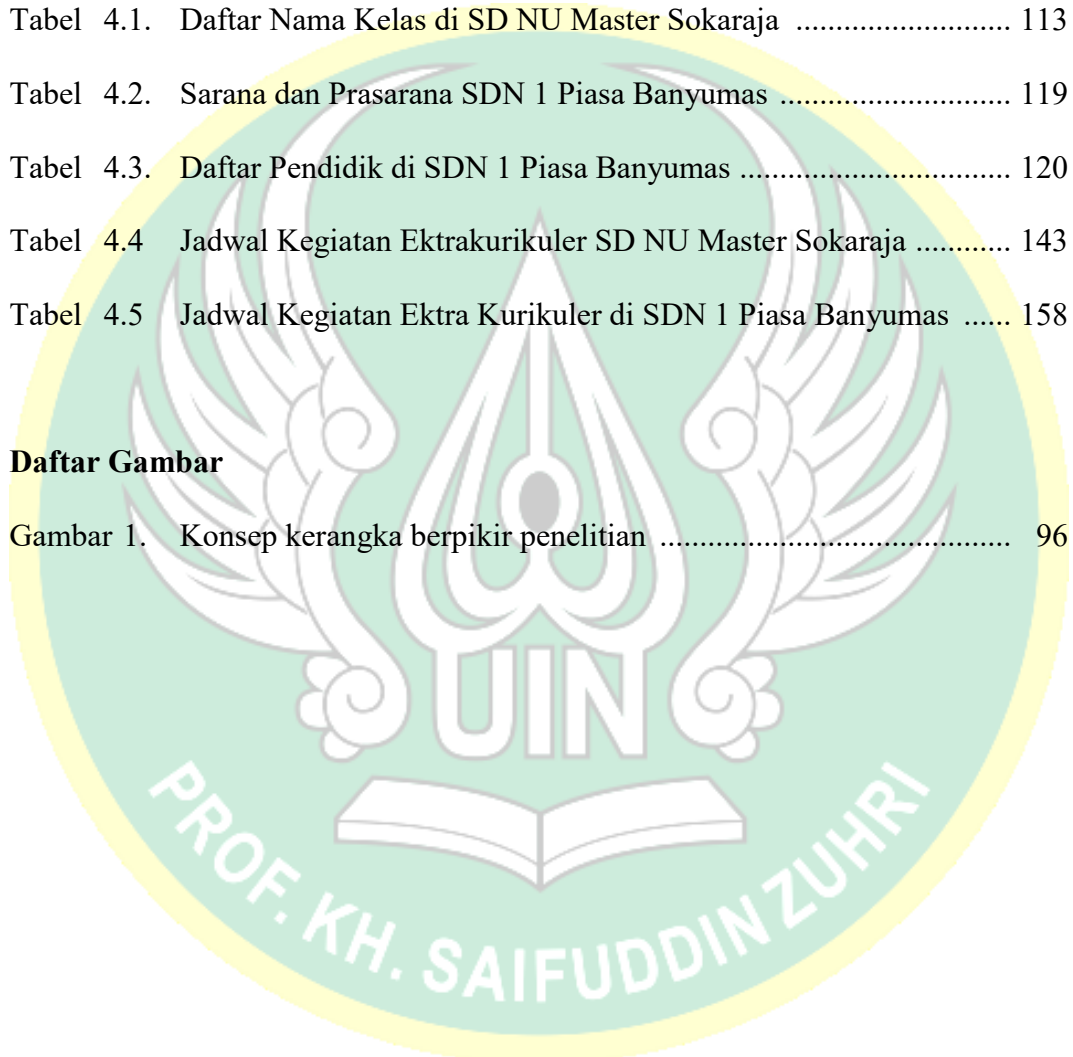 Tabel 4.1. Daftar Nama Kelas di SD NU Master Sokaraja ......................... 113
Tabel 4.2. Sarana dan Prasarana SDN 1 Piasa Banyumas ........................... 119
Tabel 4.3. Daftar Pendidik di SDN 1 Piasa Banyumas ................................ 120
Tabel 4.4 Jadwal Kegiatan Ektrakurikuler SD NU Master Sokaraja ........... 143
Tabel 4.5 Jadwal Kegiatan Ektra Kurikuler di SDN 1 Piasa Banyumas ...... 158
Daftar Gambar
Gambar 1. Konsep kerangka berpikir penelitian ......................................... 96
UIN
PROF. KH. SAIFUDDIN ZUHRI